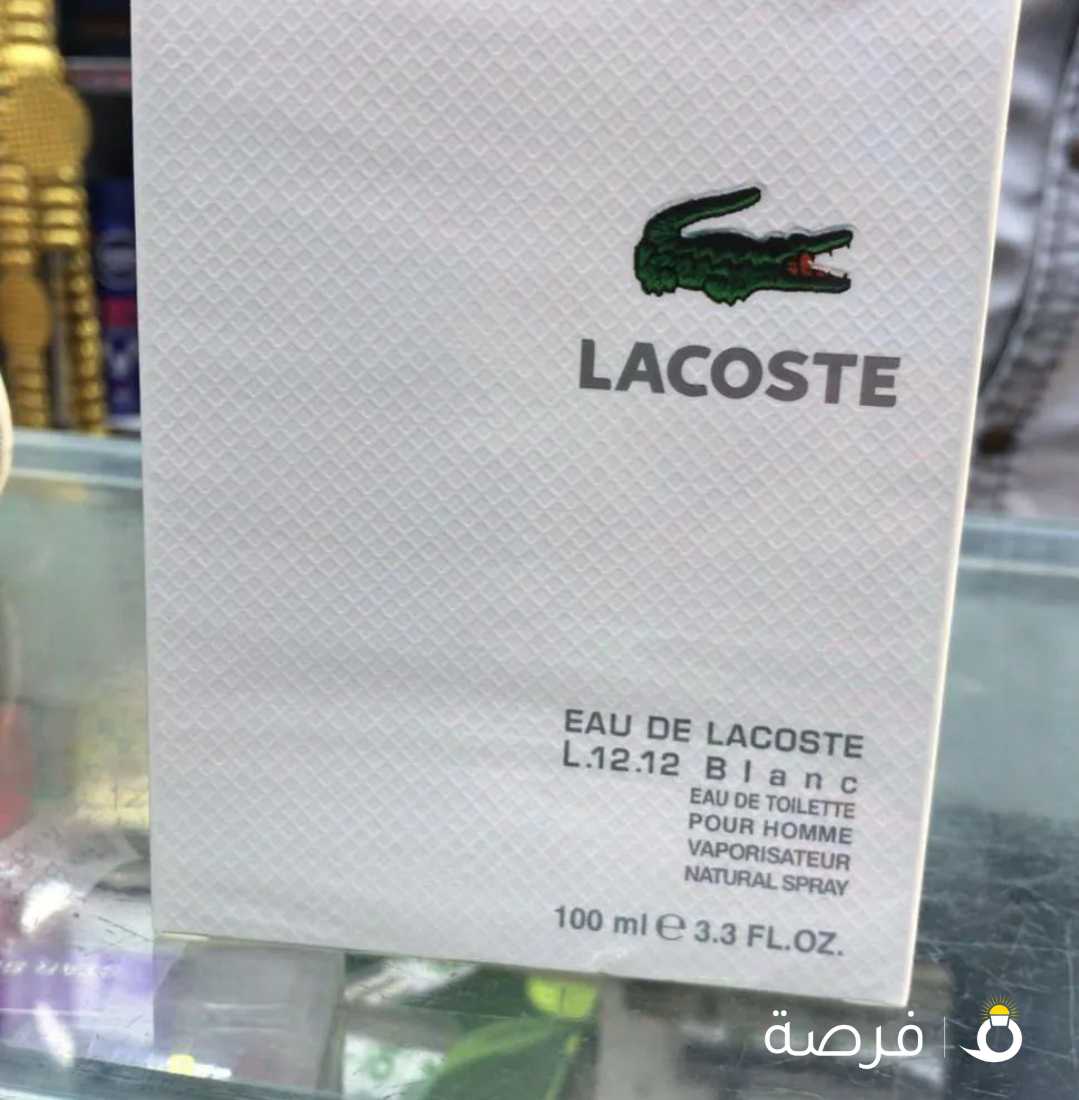 LACOSTE
EAU DE LACOSTE
L.12.12 Blanc
EAU DE TOILETTE
POUR HOMME
VAPORISATEUR
NATURAL SPRAY
100 ml ℮ 3.3 FL.OZ.
فرصة